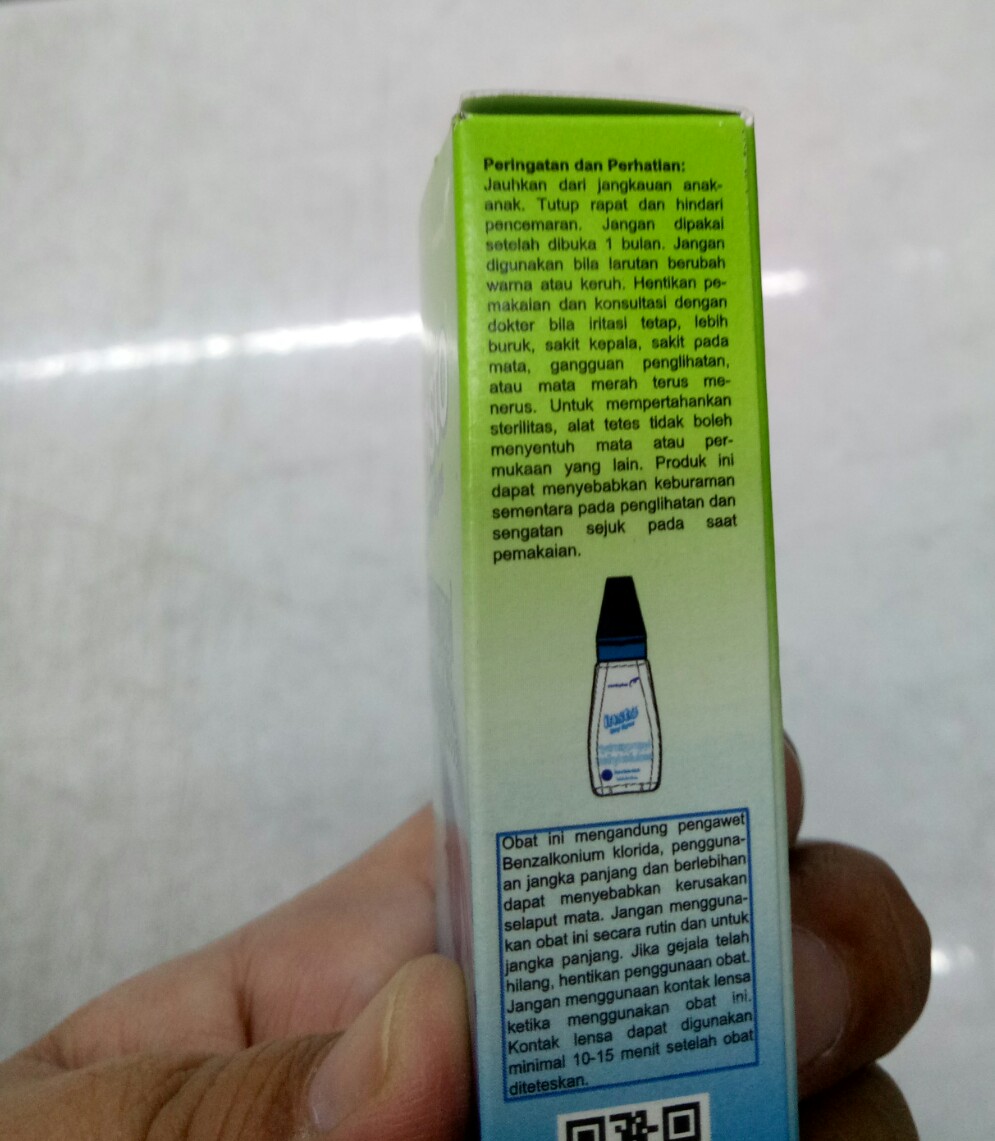 Peringatan dan Perhatian:
Jauhkan dari jangkauan anak-
anak. Tutup rapat dan hindari
pencemaran. Jangan dipakai
setelah dibuka 1 bulan. Jangan
digunakan bila larutan berubah
warna atau keruh. Hentikan pe-
makaian dan konsultasi dengan
dokter bila iritasi tetap, lebih
buruk, sakit kepala, sakit pada
mata, gangguan penglihatan,
atau mata merah terus me-
nerus. Untuk mempertahankan
sterilitas, alat tetes tidak boleh
menyentuh mata atau per-
mukaan yang lain. Produk ini
dapat menyebabkan keburaman
sementara pada penglihatan dan
sengatan sejuk pada saat
pemakaian.
Obat ini mengandung pengawet
Benzalkonium klorida, pengguna-
an jangka panjang dan berlebihan
dapat menyebabkan kerusakan
selaput mata. Jangan mengguna-
kan obat ini secara rutin dan untuk
jangka panjang. Jika gejala telah
hilang, hentikan penggunaan obat.
Jangan menggunaan kontak lensa
ketika menggunakan obat ini.
Kontak lensa dapat digunakan
minimal 10-15 menit setelah obat
diteteskan.